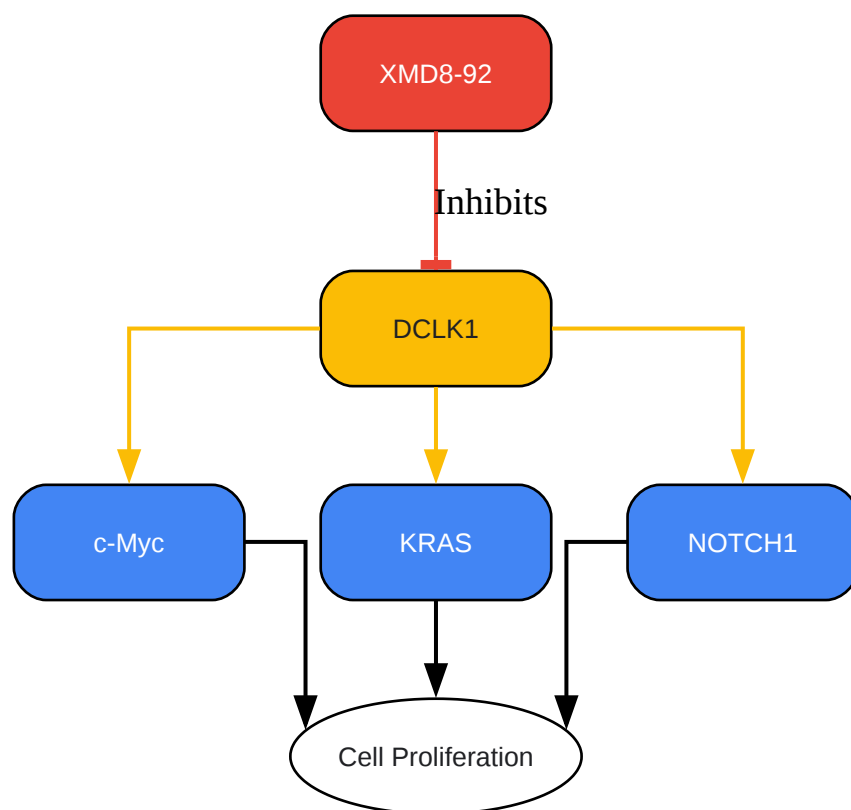 XMD8-92
Inhibits
DCLK1
c-Myc
KRAS
NOTCH1
Cell Proliferation